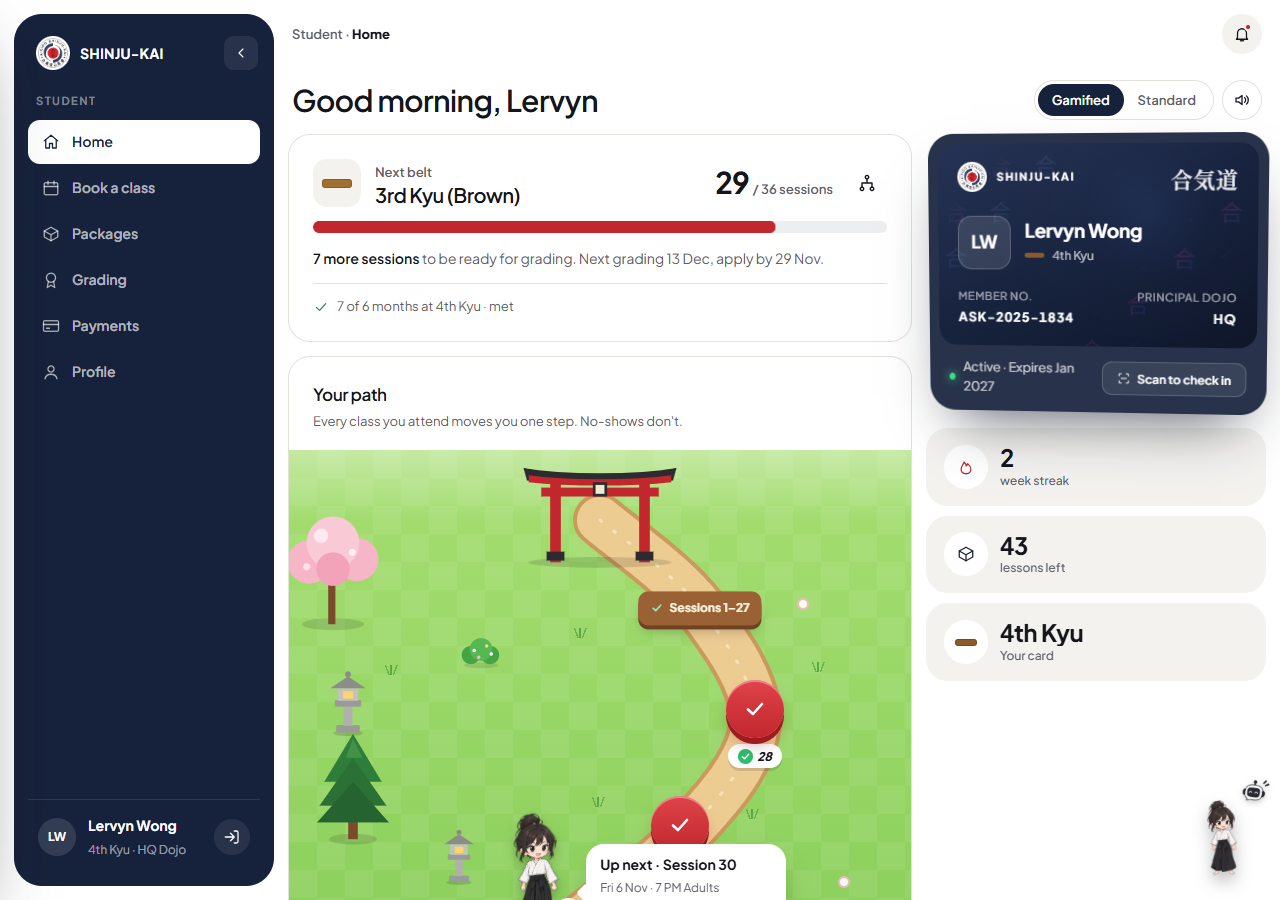 SHINJU-KAI
STUDENT
Home
Book a class
Packages
Grading
Payments
Profile
LW
Lervyn Wong
4th Kyu · HQ Dojo
Student · Home
Good morning, Lervyn
Gamified
Standard
Next belt
3rd Kyu (Brown)
29 / 36 sessions
7 more sessions to be ready for grading. Next grading 13 Dec, apply by 29 Nov.
7 of 6 months at 4th Kyu · met
Your path
Every class you attend moves you one step. No-shows don't.
Sessions 1–27
28
Up next · Session 30
Fri 6 Nov · 7 PM Adults
SHINJU-KAI
合気道
LW
Lervyn Wong
4th Kyu
MEMBER NO.
PRINCIPAL DOJO
ASK-2025-1834
HQ
Active · Expires Jan
2027
Scan to check in
2
week streak
43
lessons left
4th Kyu
Your card